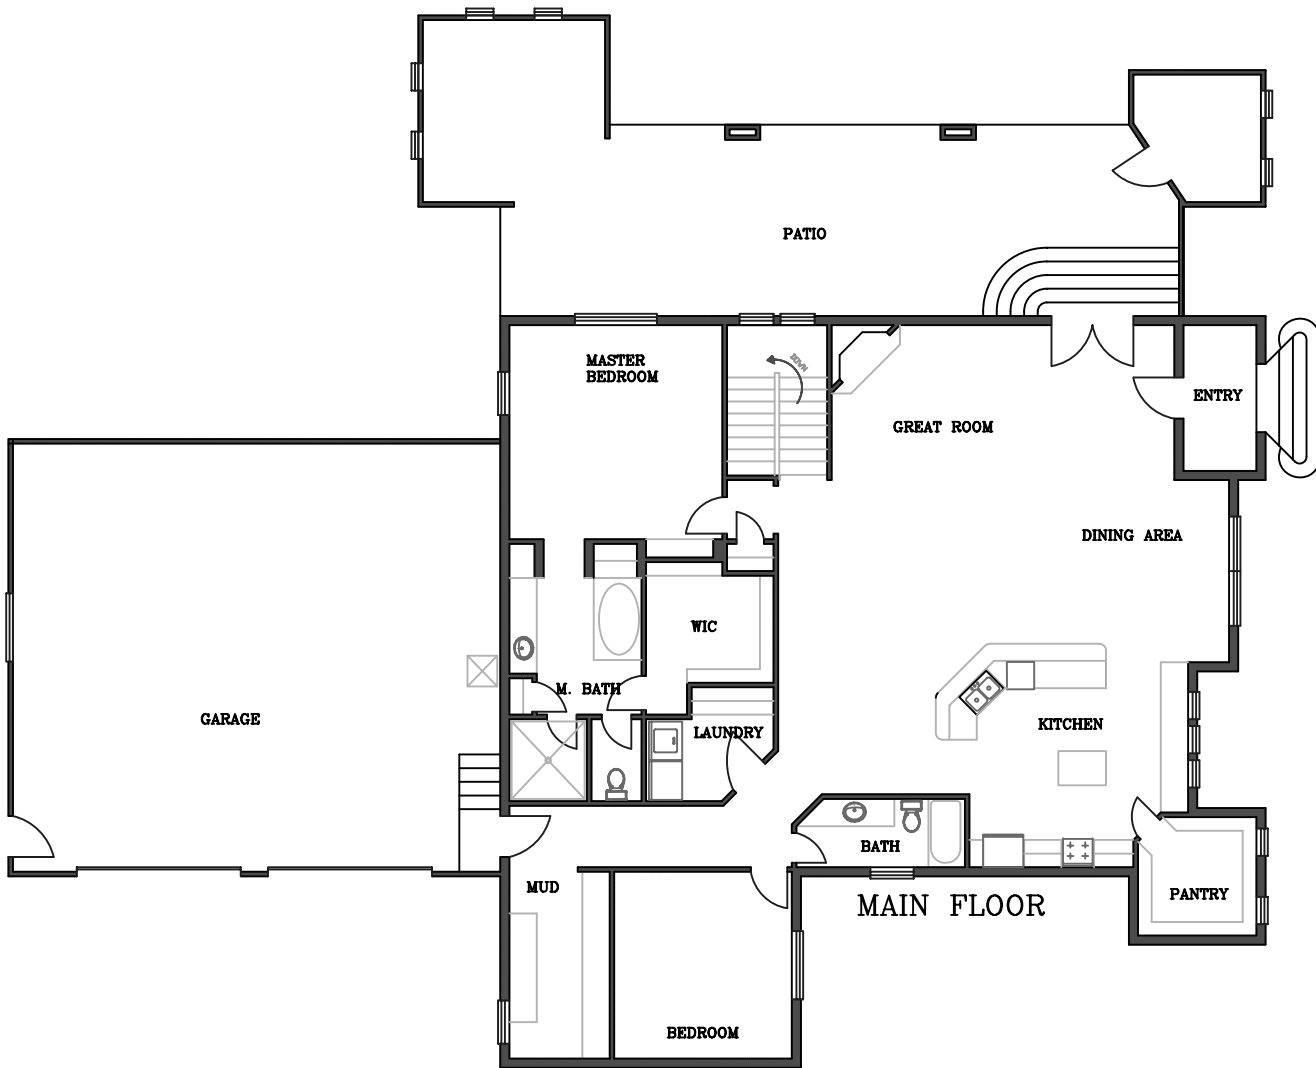 PATIO
MASTER
BEDROOM
DOWN
ENTRY
GREAT ROOM
DINING AREA
WIC
M. BATH
GARAGE
KITCHEN
LAUNDRY
BATH
MUD
PANTRY
MAIN FLOOR
BEDROOM